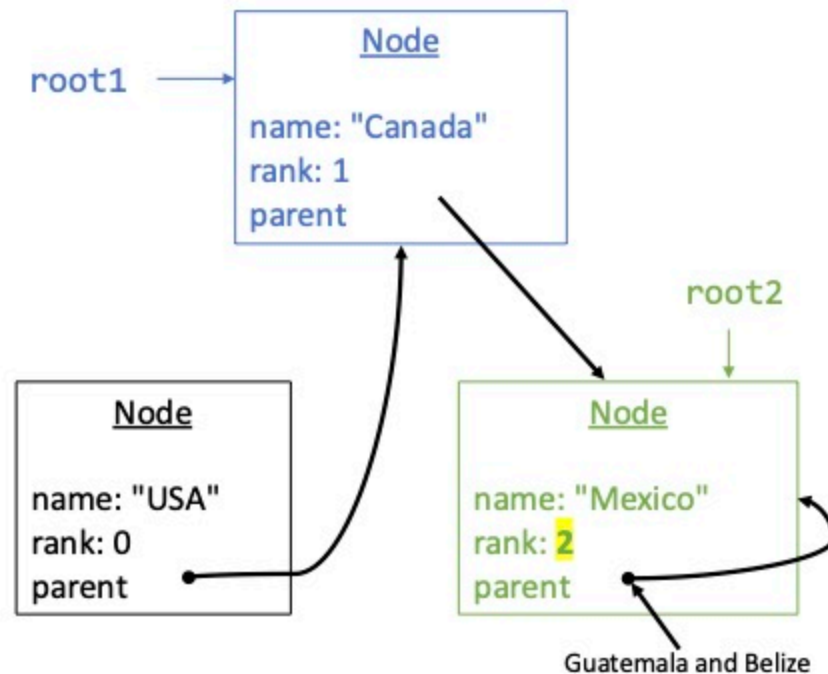 Node
root1
name: "Canada"
rank: 1
parent
root2
Node
name: "USA"
rank: 0
parent
Node
name: "Mexico"
rank: 2
parent
Guatemala and Belize